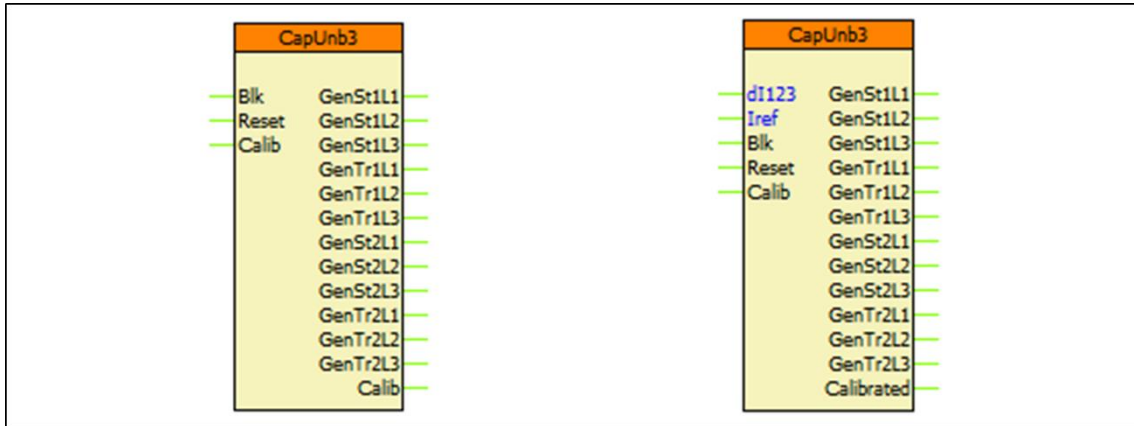 CapUnb3
Blk GenSt1L1
Reset GenSt1L2
Calib GenSt1L3
GenTr1L1
GenTr1L2
GenTr1L3
GenSt2L1
GenSt2L2
GenSt2L3
GenTr2L1
GenTr2L2
GenTr2L3
Calib
CapUnb3
dI123 GenSt1L1
Iref GenSt1L2
Blk GenSt1L3
Reset GenTr1L1
Calib GenTr1L2
GenTr1L3
GenSt2L1
GenSt2L2
GenSt2L3
GenTr2L1
GenTr2L2
GenTr2L3
Calibrated